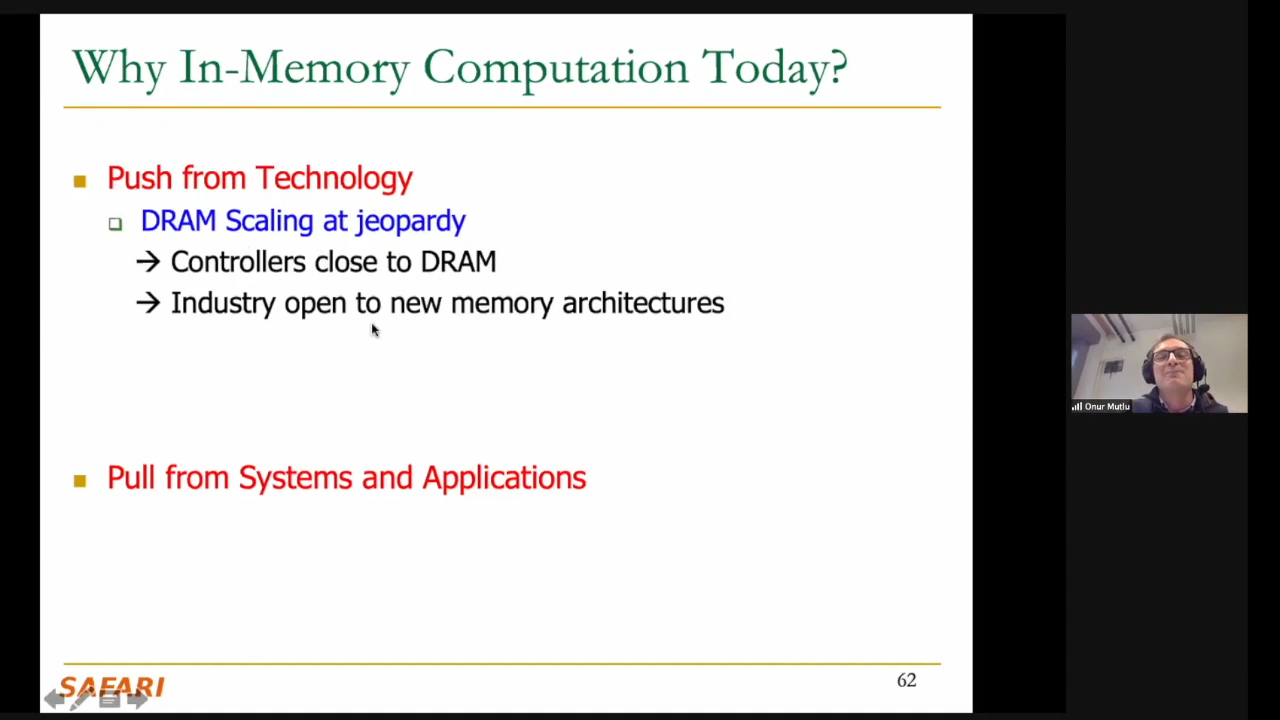 Why In-Memory Computation Today?
Push from Technology
DRAM Scaling at jeopardy
→ Controllers close to DRAM
→ Industry open to new memory architectures
Pull from Systems and Applications
SAFARI
62
Onur Mutlu